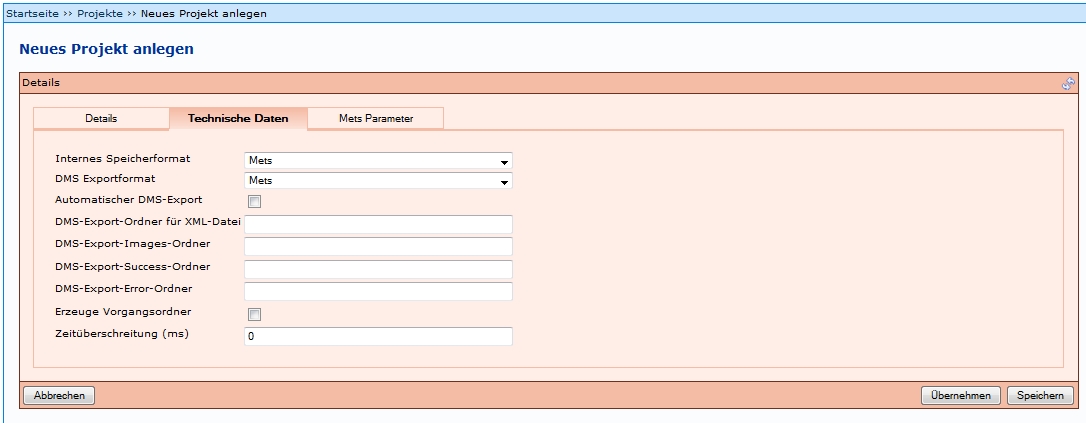 Startseite >> Projekte >> Neues Projekt anlegen
Neues Projekt anlegen
Details
Details Technische Daten Mets Parameter
Internes Speicherformat Mets
DMS Exportformat Mets
Automatischer DMS-Export
DMS-Export-Ordner für XML-Datei
DMS-Export-Images-Ordner
DMS-Export-Success-Ordner
DMS-Export-Error-Ordner
Erzeuge Vorgangsordner
Zeitüberschreitung (ms) 0
Abbrechen Übernehmen Speichern